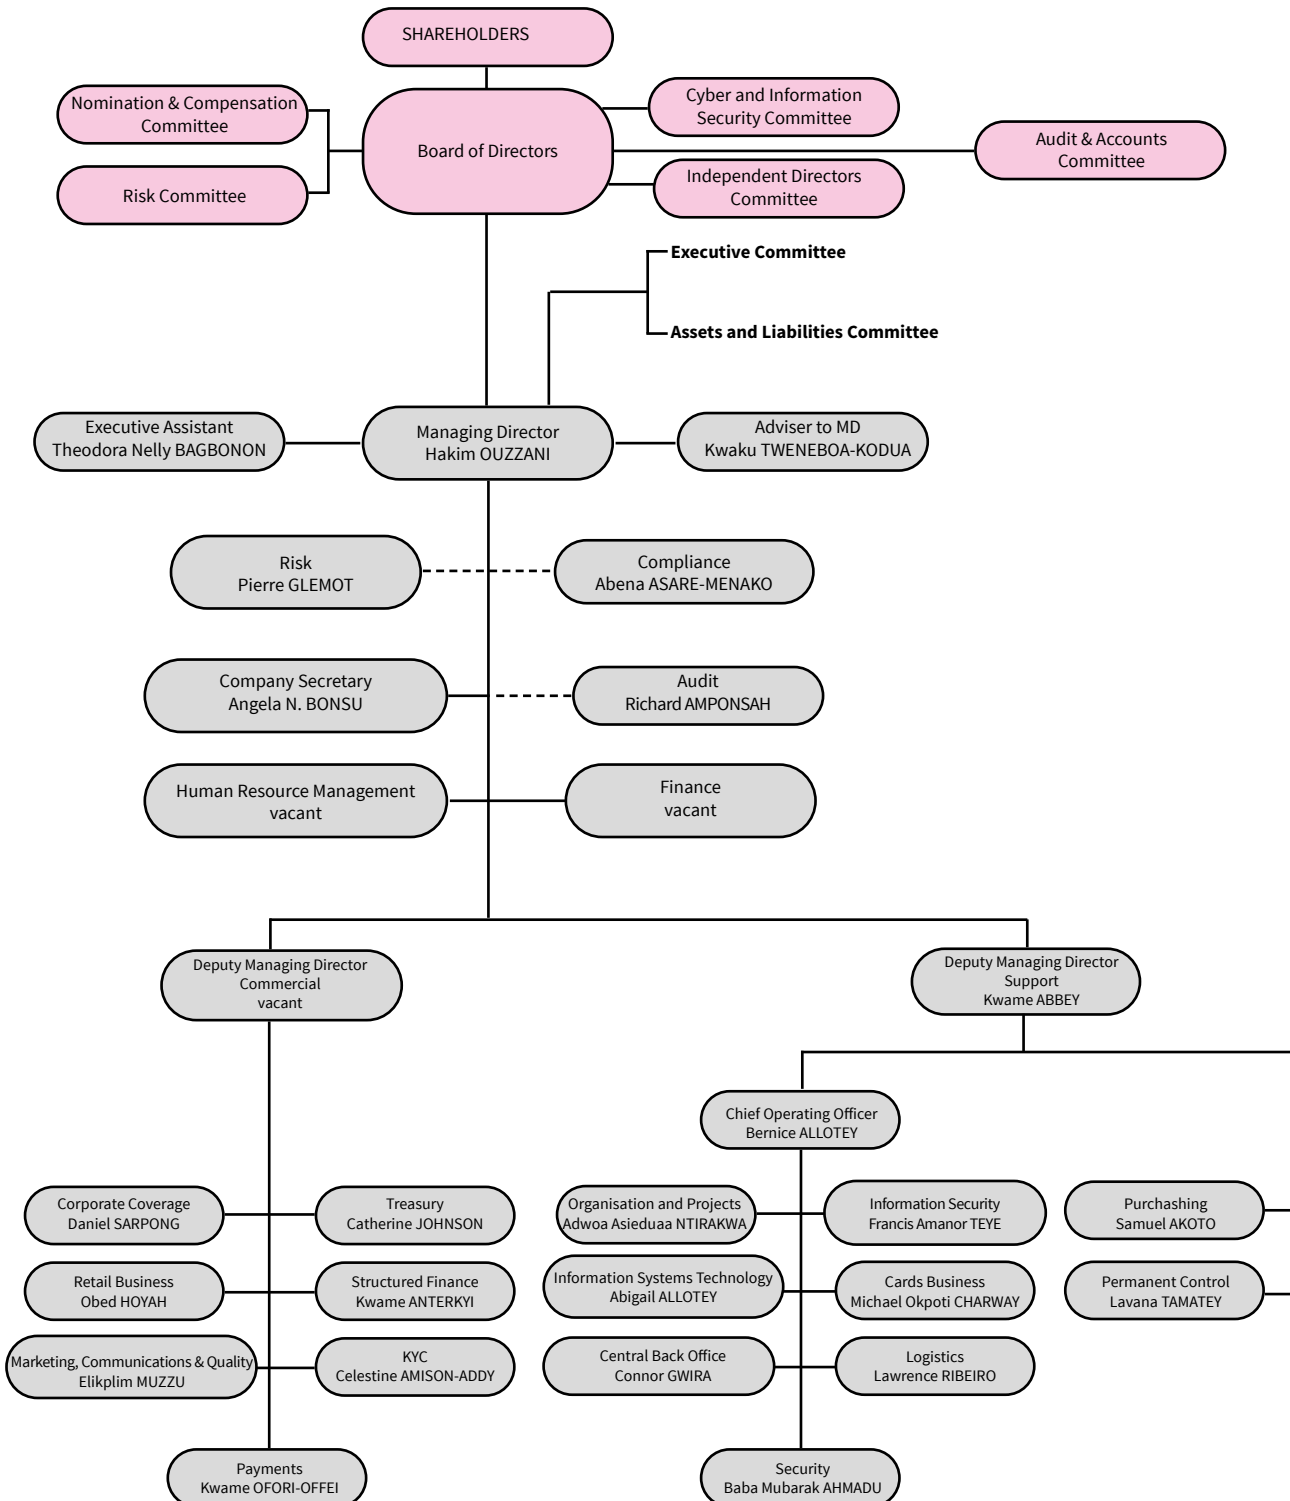 SHAREHOLDERS
Nomination & Compensation
Committee
Board of Directors
Cyber and Information
Security Committee
Audit & Accounts
Committee
Risk Committee
Independent Directors
Committee
Executive Committee
Assets and Liabilities Committee
Executive Assistant
Theodora Nelly BAGBONON
Managing Director
Hakim OUZZANI
Adviser to MD
Kwaku TWENEBOA-KODUA
Risk
Pierre GLEMOT
Compliance
Abena ASARE-MENAKO
Company Secretary
Angela N. BONSU
Audit
Richard AMPONSAH
Human Resource Management
vacant
Finance
vacant
Deputy Managing Director
Commercial
vacant
Deputy Managing Director
Support
Kwame ABBEY
Chief Operating Officer
Bernice ALLOTEY
Corporate Coverage
Daniel SARPONG
Treasury
Catherine JOHNSON
Organisation and Projects
Adwoa Asieduaa NTIRAKWA
Information Security
Francis Amanor TEYE
Purchashing
Samuel AKOTO
Retail Business
Obed HOYAH
Structured Finance
Kwame ANTERKYI
Information Systems Technology
Abigail ALLOTEY
Cards Business
Michael Okpoti CHARWAY
Permanent Control
Lavana TAMATEY
Marketing, Communications & Quality
Elikplim MUZZU
KYC
Celestine AMISON-ADDY
Central Back Office
Connor GWIRA
Logistics
Lawrence RIBEIRO
Payments
Kwame OFORI-OFFEI
Security
Baba Mubarak AHMADU